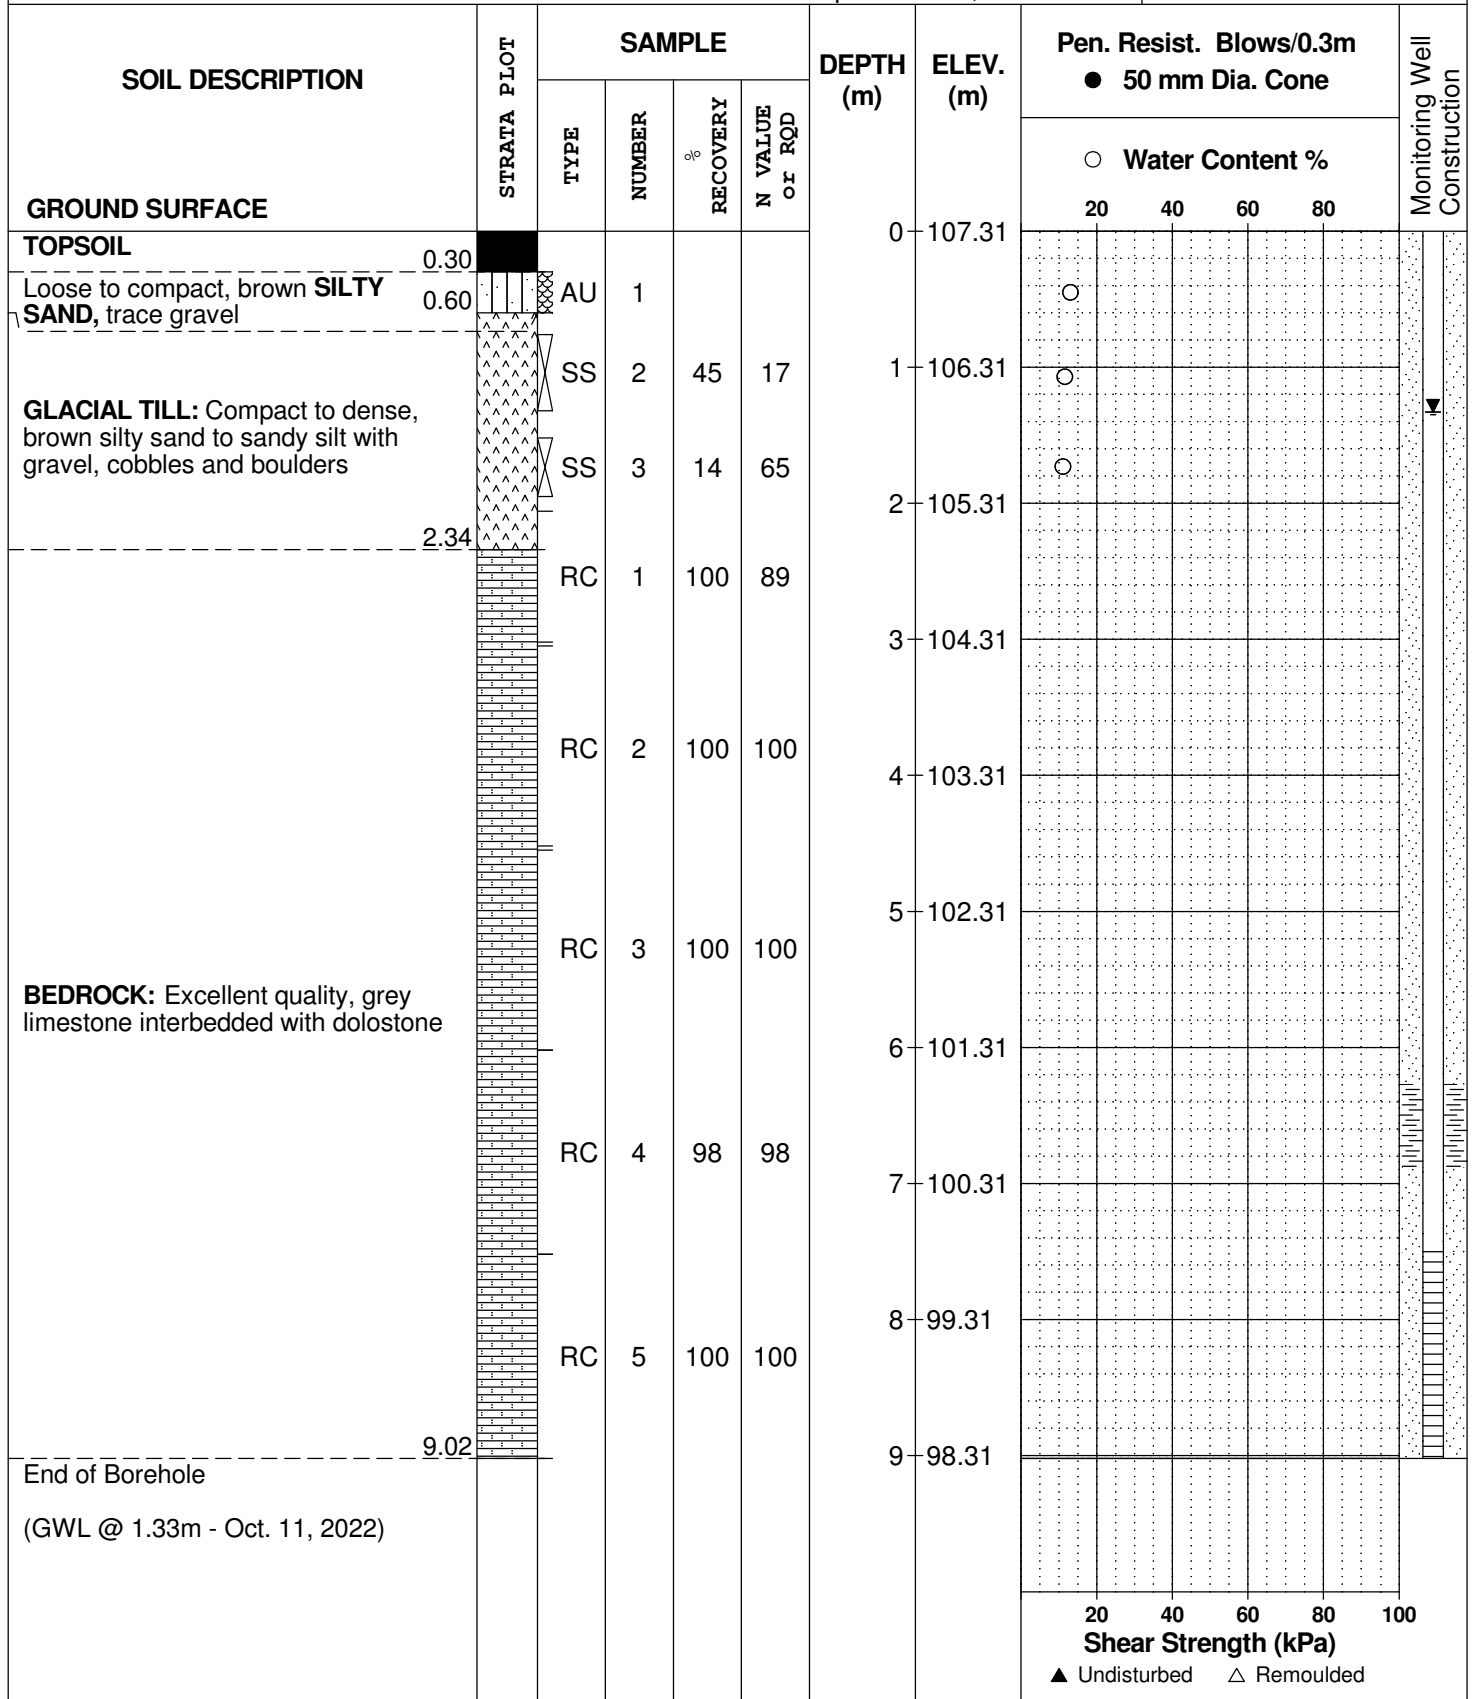 SOIL DESCRIPTION
GROUND SURFACE
STRATA PLOT
SAMPLE
TYPE
NUMBER
% RECOVERY
N VALUE or RQD
DEPTH (m)
ELEV. (m)
Pen. Resist. Blows/0.3m
● 50 mm Dia. Cone
○ Water Content %
20 40 60 80
Monitoring Well Construction
0 107.31
TOPSOIL
0.30
Loose to compact, brown SILTY
SAND, trace gravel
0.60
AU 1
SS 2 45 17
1 106.31
GLACIAL TILL: Compact to dense,
brown silty sand to sandy silt with
gravel, cobbles and boulders
SS 3 14 65
2 105.31
2.34
RC 1 100 89
3 104.31
RC 2 100 100
4 103.31
5 102.31
RC 3 100 100
BEDROCK: Excellent quality, grey
limestone interbedded with dolostone
6 101.31
RC 4 98 98
7 100.31
8 99.31
RC 5 100 100
9.02
9 98.31
End of Borehole
(GWL @ 1.33m - Oct. 11, 2022)
20 40 60 80 100
Shear Strength (kPa)
▲ Undisturbed △ Remoulded